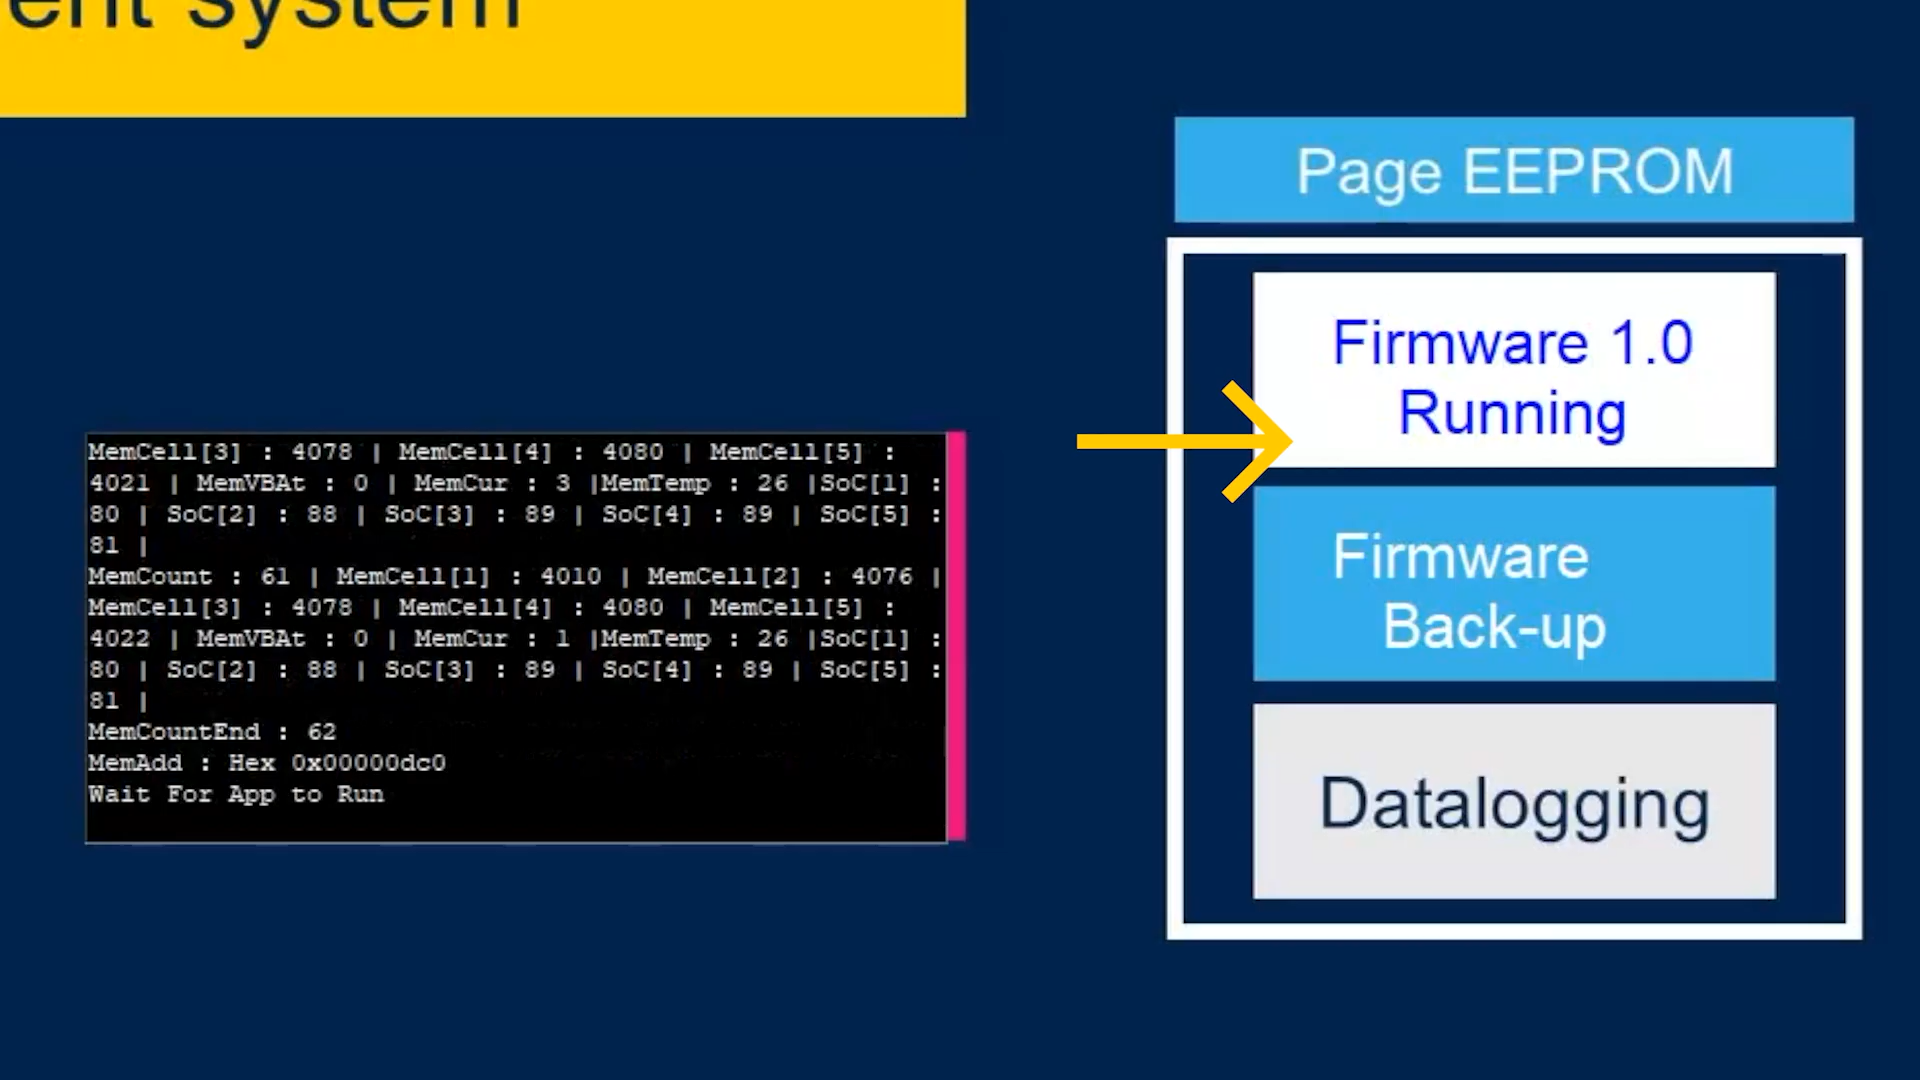 system
MemCell[3] : 4078 | MemCell[4] : 4080 | MemCell[5] :
4021 | MemVBAt : 0 | MemCur : 3 |MemTemp : 26 |SoC[1] :
80 | SoC[2] : 88 | SoC[3] : 89 | SoC[4] : 89 | SoC[5] :
81 |
MemCount : 61 | MemCell[1] : 4010 | MemCell[2] : 4076 |
MemCell[3] : 4078 | MemCell[4] : 4080 | MemCell[5] :
4022 | MemVBAt : 0 | MemCur : 1 |MemTemp : 26 |SoC[1] :
80 | SoC[2] : 88 | SoC[3] : 89 | SoC[4] : 89 | SoC[5] :
81 |
MemCountEnd : 62
MemAdd : Hex 0x00000dc0
Wait For App to Run
Page EEPROM
Firmware 1.0
Running
Firmware
Back-up
Datalogging